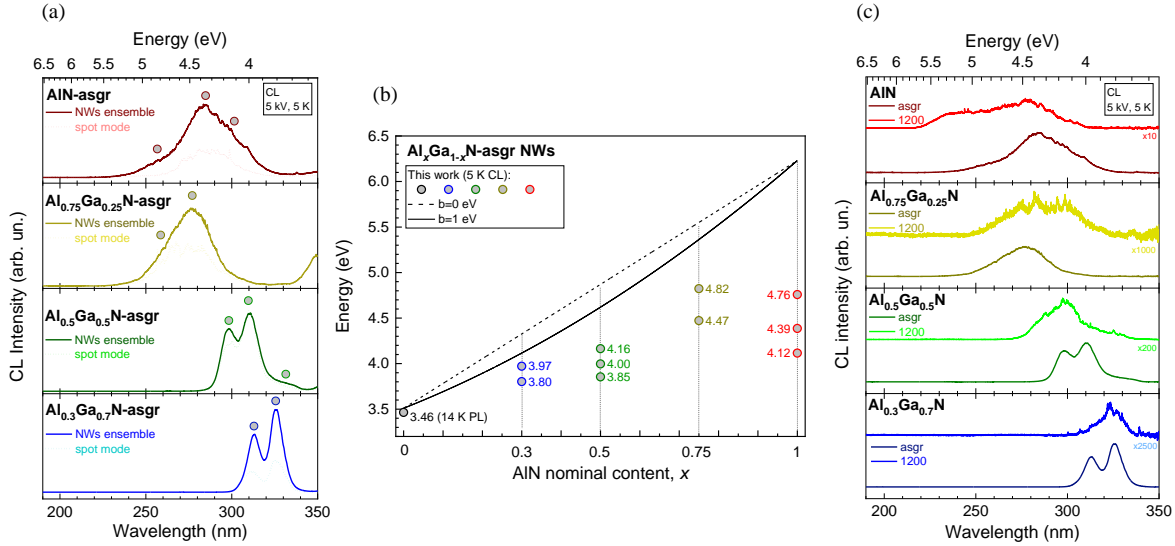 (a)
Energy (eV)
6.5 6 5.5 5 4.5 4
AlN-asgr
NWs ensemble
spot mode
CL
5 kV, 5 K
Al0.75Ga0.25N-asgr
NWs ensemble
spot mode
Al0.5Ga0.5N-asgr
NWs ensemble
spot mode
Al0.3Ga0.7N-asgr
NWs ensemble
spot mode
CL Intensity (arb. un.)
200 250 300 350
Wavelength (nm)
(b)
AlxGa1-xN-asgr NWs
This work (5 K CL):
b=0 eV
b=1 eV
6.5
6.0
5.5
5.0
4.5
4.0
3.5
3.0
Energy (eV)
4.82
4.76
4.47
4.39
4.16
4.12
4.00
3.97
3.85
3.80
3.46 (14 K PL)
0 0.3 0.5 0.75 1
AlN nominal content, x
(c)
Energy (eV)
6.5 6 5.5 5 4.5 4
AlN
asgr
1200
CL
5 kV, 5 K
x10
Al0.75Ga0.25N
asgr
1200
x1000
Al0.5Ga0.5N
asgr
1200
x200
Al0.3Ga0.7N
asgr
1200
x2500
CL intensity (arb. un.)
200 250 300 350
Wavelength (nm)